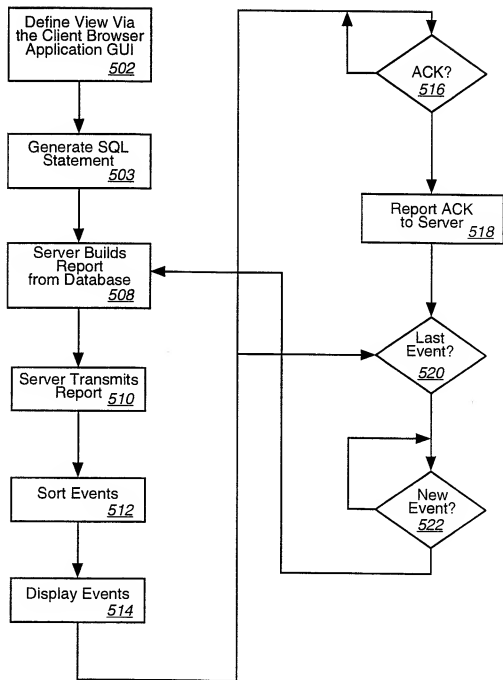 Define View Via
the Client Browser
Application GUI
502
Generate SQL
Statement
503
Server Builds
Report
from Database
508
Server Transmits
Report
510
Sort Events
512
Display Events
514
ACK?
516
Report ACK
to Server
518
Last
Event?
520
New
Event?
522